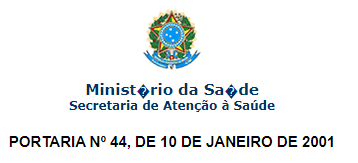 Minist�rio da Sa�de
Secretaria de Atenção à Saúde
PORTARIA Nº 44, DE 10 DE JANEIRO DE 2001